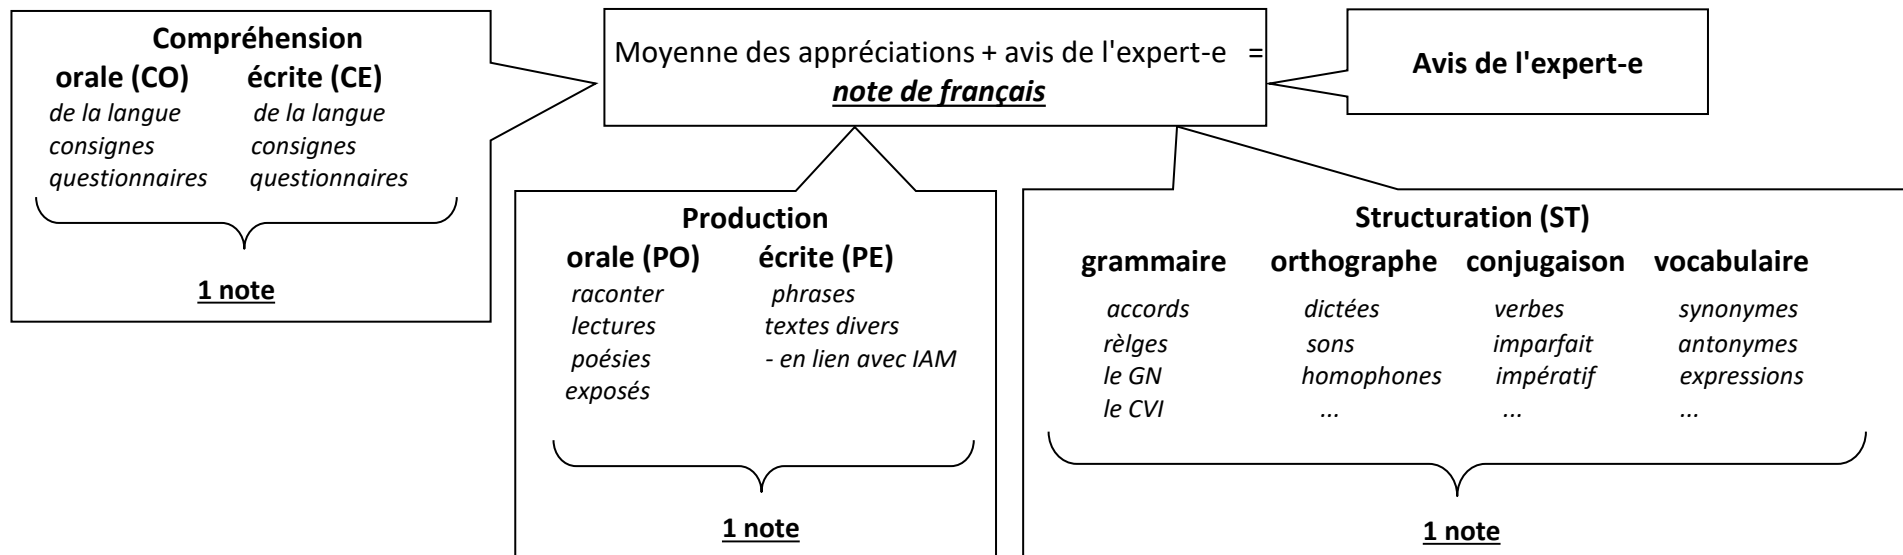 Compréhension
orale (CO) écrite (CE)
de la langue de la langue
consignes consignes
questionnaires questionnaires
1 note
Moyenne des appréciations + avis de l'expert-e =
note de français
Avis de l'expert-e
Production
orale (PO) écrite (PE)
raconter phrases
lectures textes divers
poésies - en lien avec IAM
exposés
1 note
Structuration (ST)
grammaire orthographe conjugaison vocabulaire
accords dictées verbes synonymes
rèlges sons imparfait antonymes
le GN homophones impératif expressions
le CVI ... ... ...
1 note